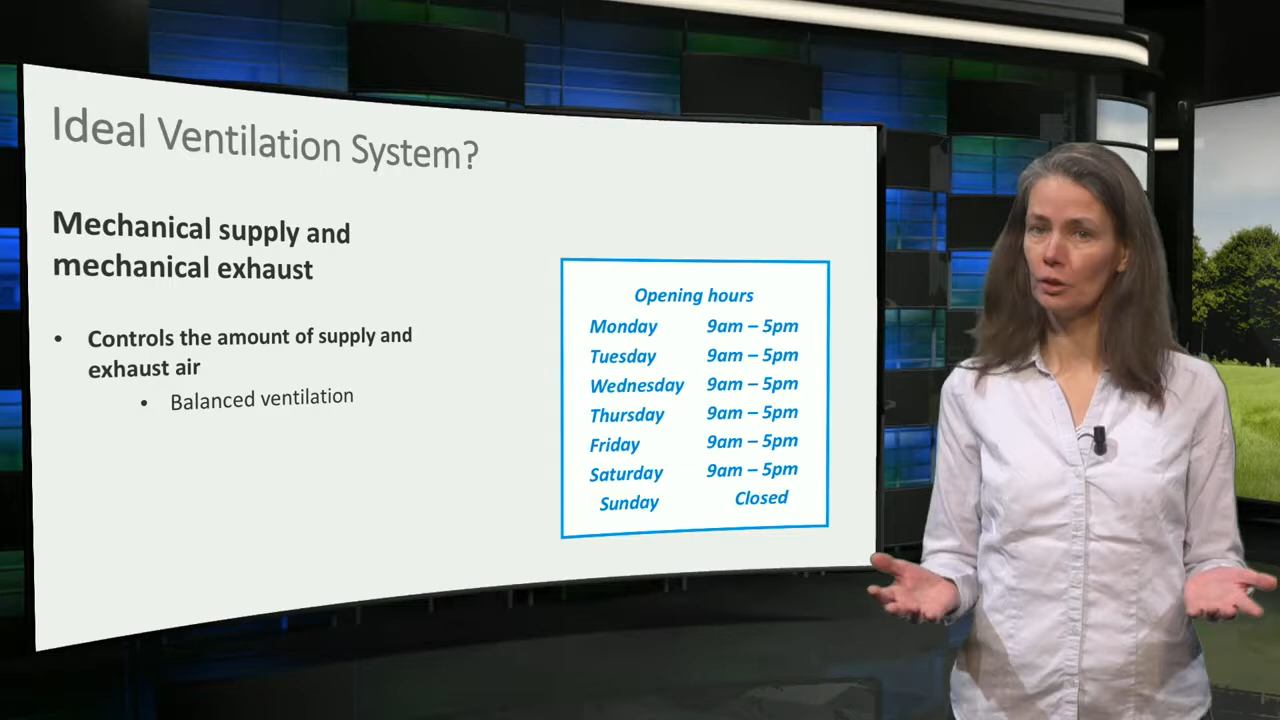 Ideal Ventilation System?
Mechanical supply and
mechanical exhaust
• Controls the amount of supply and
exhaust air
• Balanced ventilation
Opening hours
Monday 9am – 5pm
Tuesday 9am – 5pm
Wednesday 9am – 5pm
Thursday 9am – 5pm
Friday 9am – 5pm
Saturday 9am – 5pm
Sunday Closed